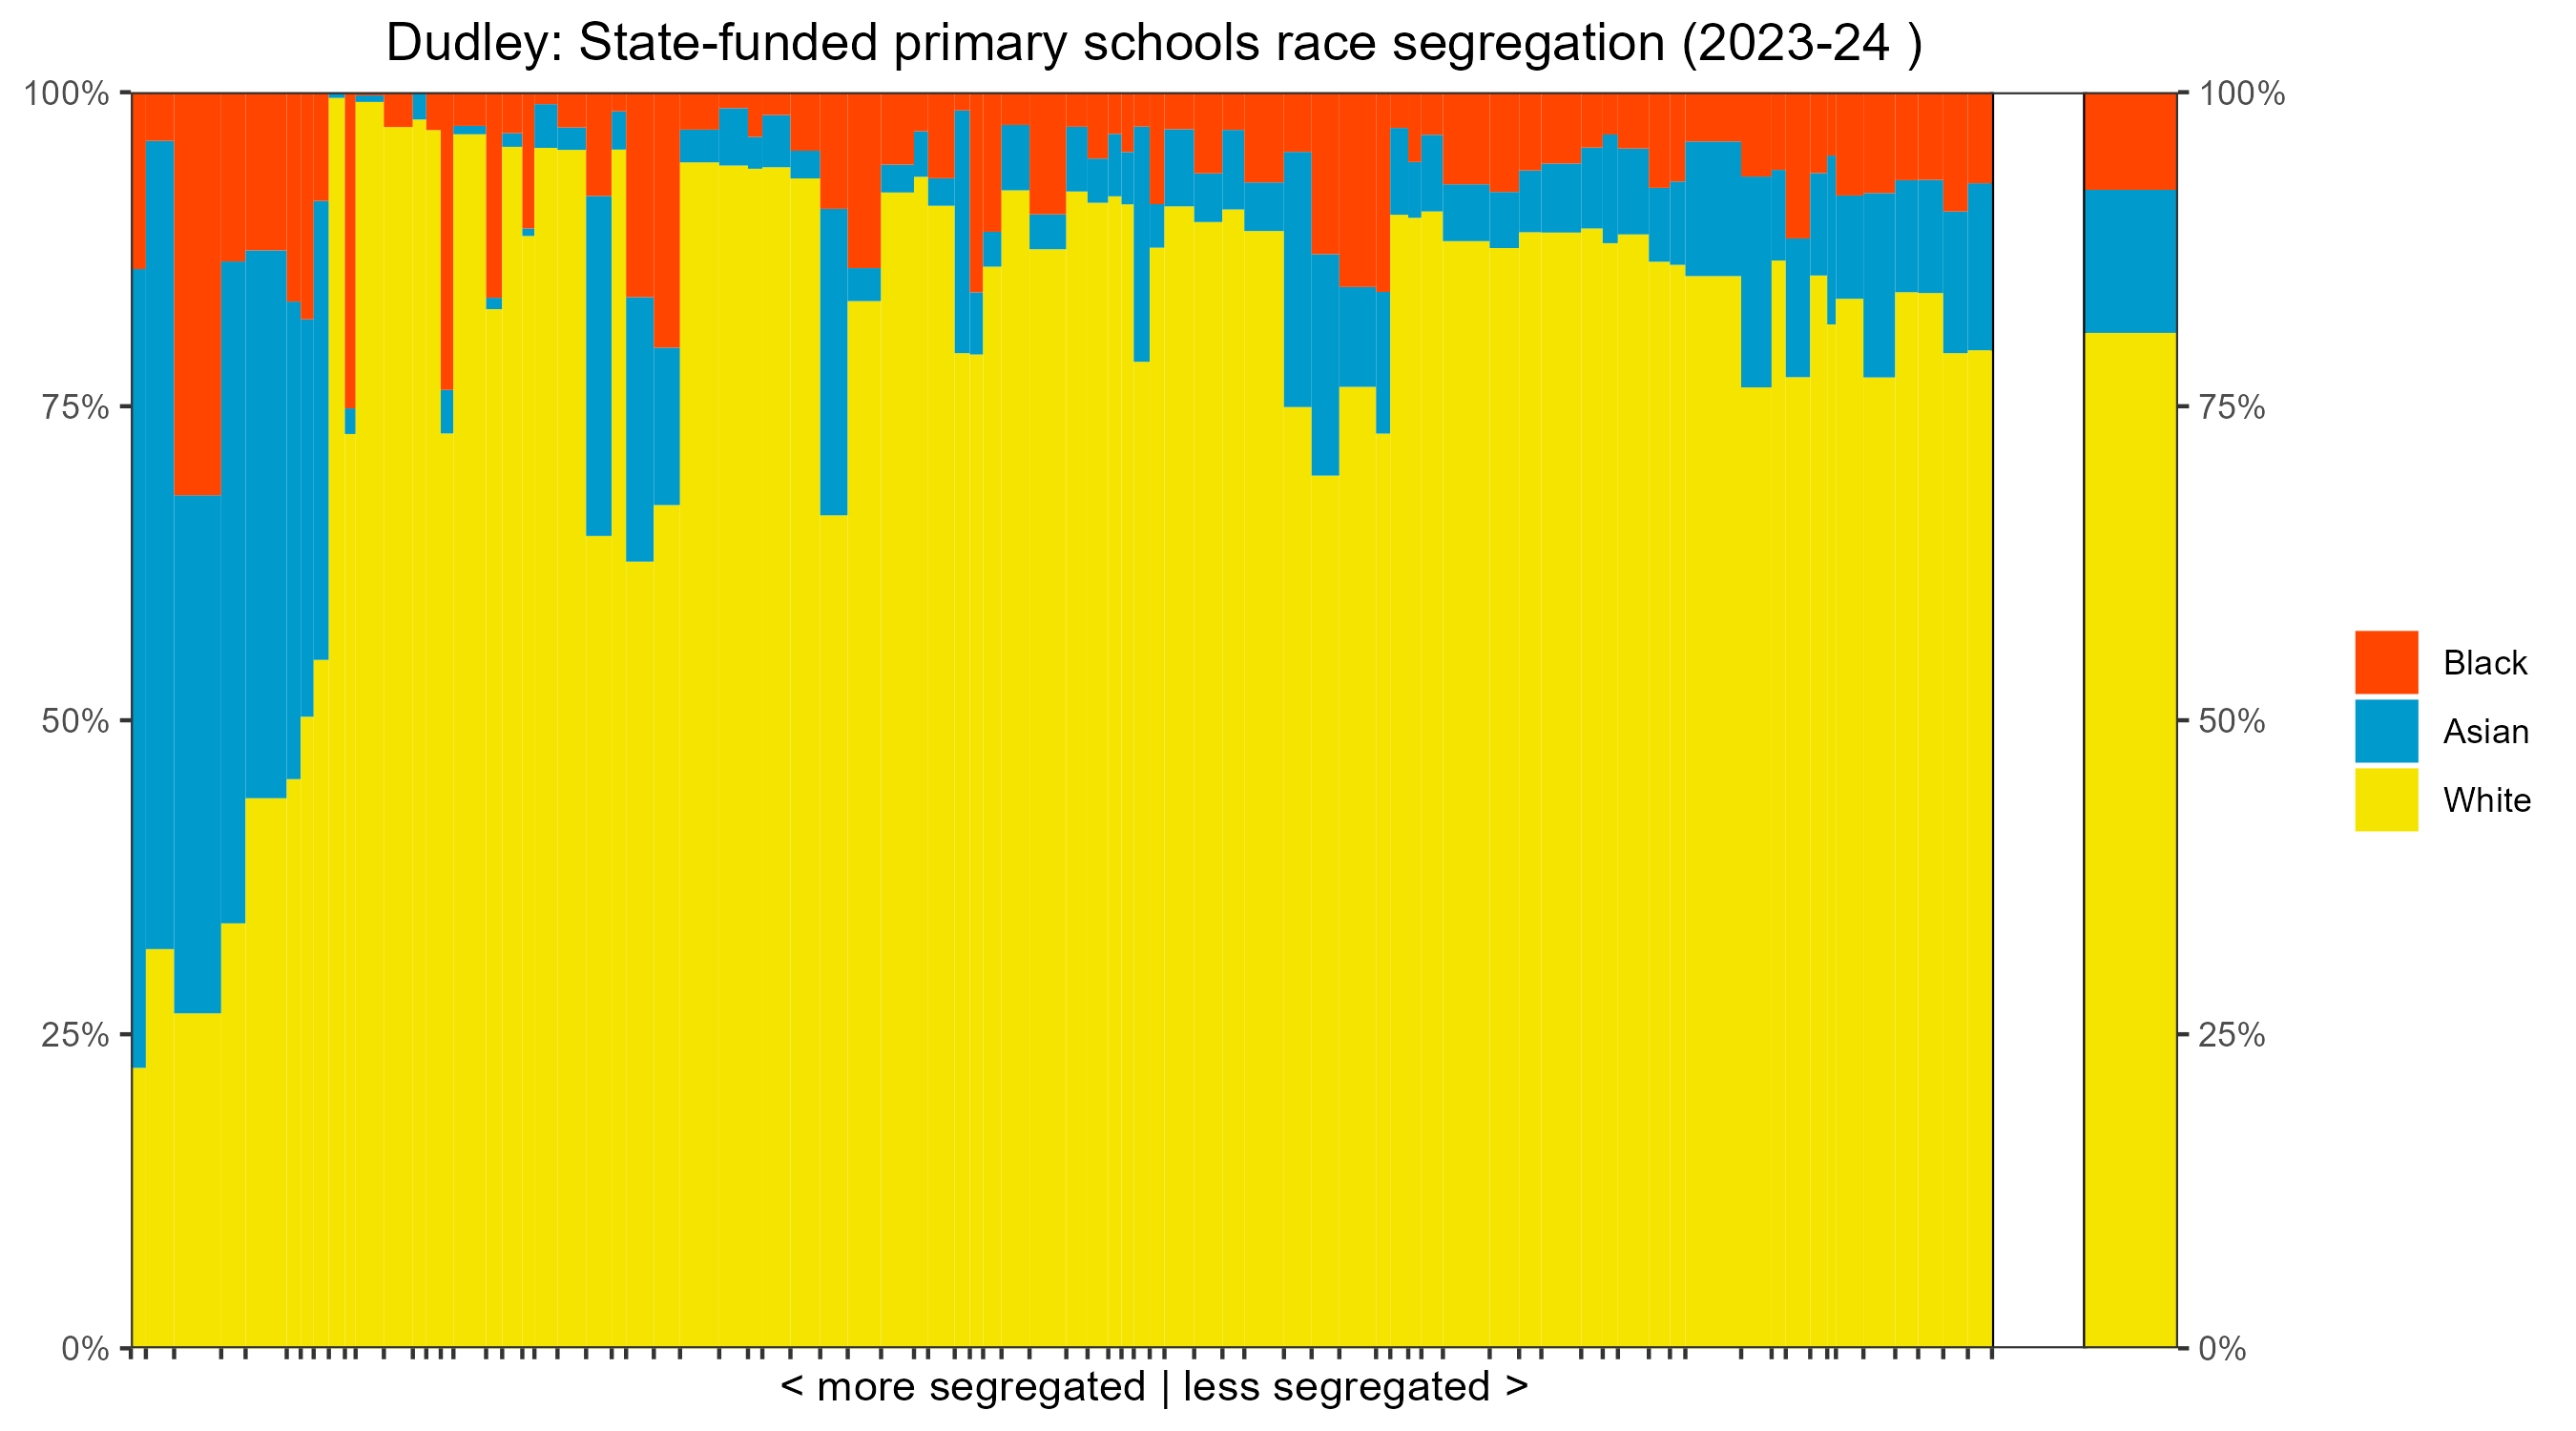 Dudley: State-funded primary schools race segregation (2023-24 )
100%
100%
75%
75%
50%
50%
25%
25%
0%
0%
Black
Asian
White
< more segregated | less segregated >